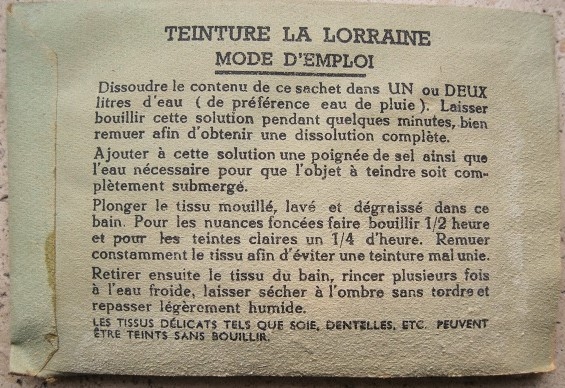 TEINTURE LA LORRAINE
MODE D'EMPLOI
Dissoudre le contenu de ce sachet dans UN ou DEUX
litres d'eau ( de préférence eau de pluie ). Laisser
bouillir cette solution pendant quelques minutes, bien
remuer afin d'obtenir une dissolution complète.
Ajouter à cette solution une poignée de sel ainsi que
l'eau nécessaire pour que l'objet à teindre soit com-
plètement submergé.
Plonger le tissu mouillé, lavé et dégraissé dans ce
bain. Pour les nuances foncées faire bouillir 1/2 heure
et pour les teintes claires un 1/4 d'heure. Remuer
constamment le tissu afin d'éviter une teinture mal unie.
Retirer ensuite le tissu du bain, rincer plusieurs fois
à l'eau froide, laisser sécher à l'ombre sans tordre et
repasser légèrement humide.
LES TISSUS DÉLICATS TELS QUE SOIE, DENTELLES, ETC. PEUVENT
ÊTRE TEINTS SANS BOUILLIR.